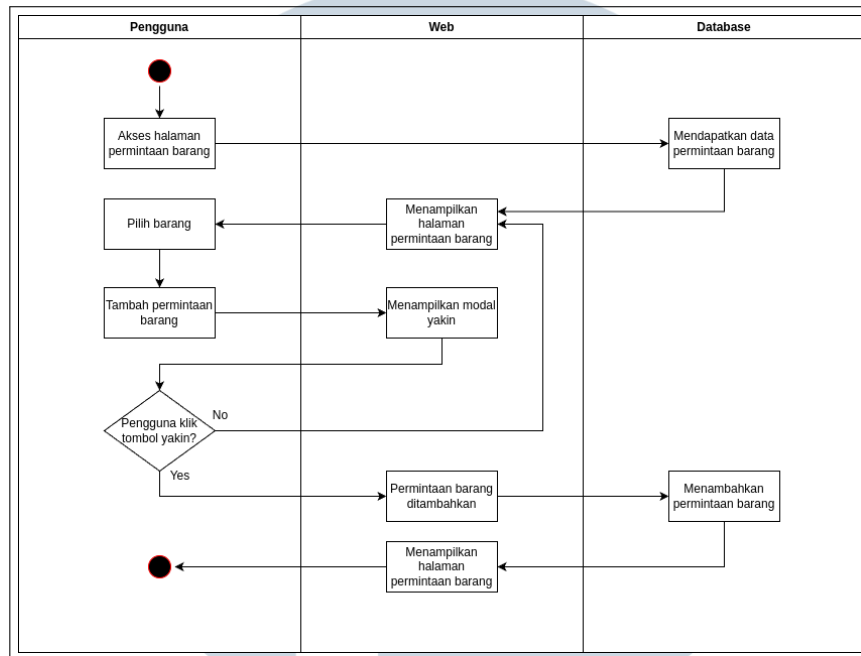 Pengguna
Web
Database
Akses halaman
permintaan barang
Mendapatkan data
permintaan barang
Pilih barang
Menampilkan
halaman
permintaan barang
Tambah permintaan
barang
Menampilkan modal
yakin
Pengguna klik
tombol yakin?
No
Yes
Permintaan barang
ditambahkan
Menambahkan
permintaan barang
Menampilkan
halaman
permintaan barang